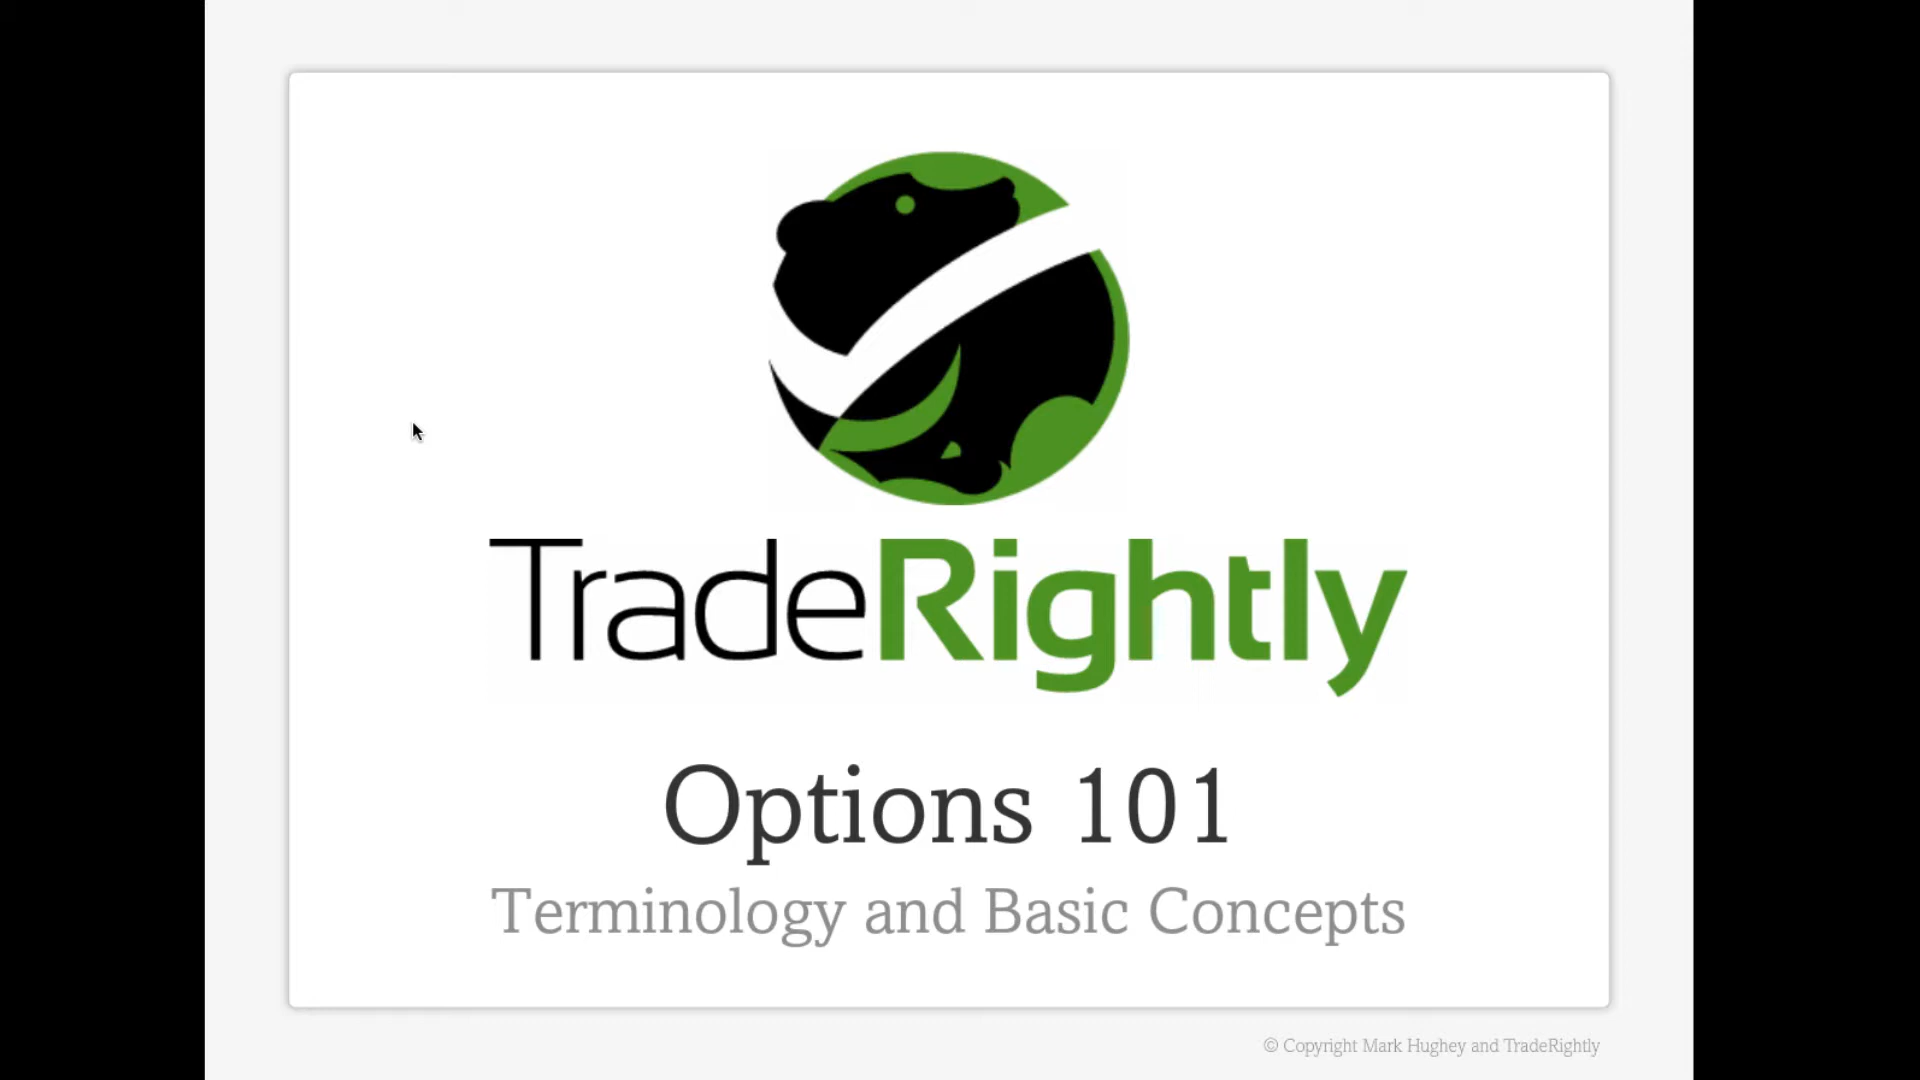 TradeRightly
Options 101
Terminology and Basic Concepts
© Copyright Mark Hughey and TradeRightly